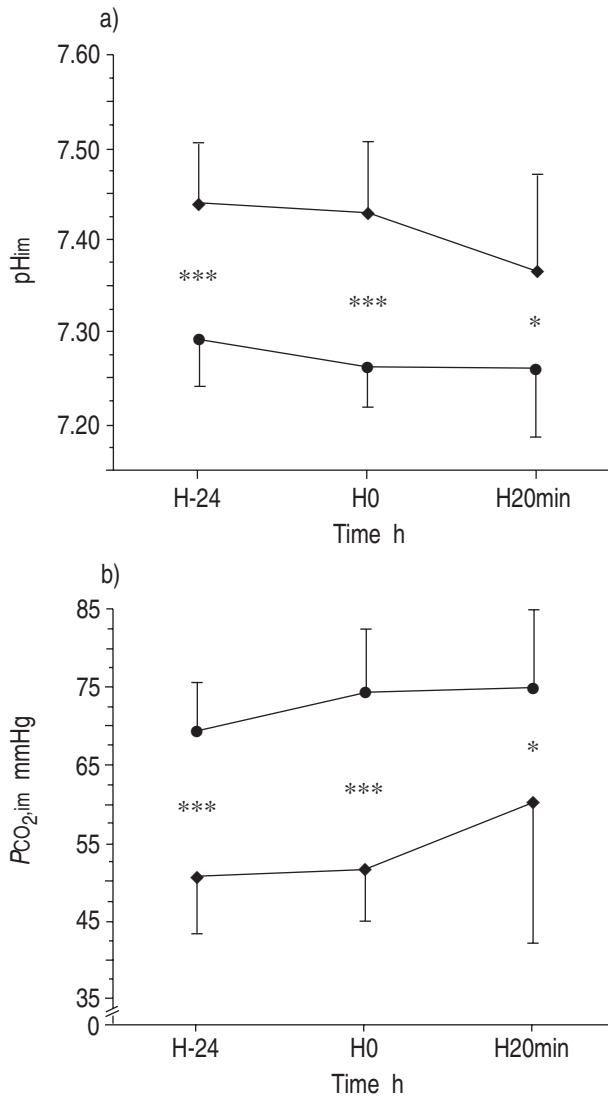 a)
7.60
7.50
7.40
7.30
7.20
pHim
***
***
*
H-24 H0 H20min
Time h
b)
85
75
65
55
45
35
0
PCO2,im mmHg
***
***
*
H-24 H0 H20min
Time h